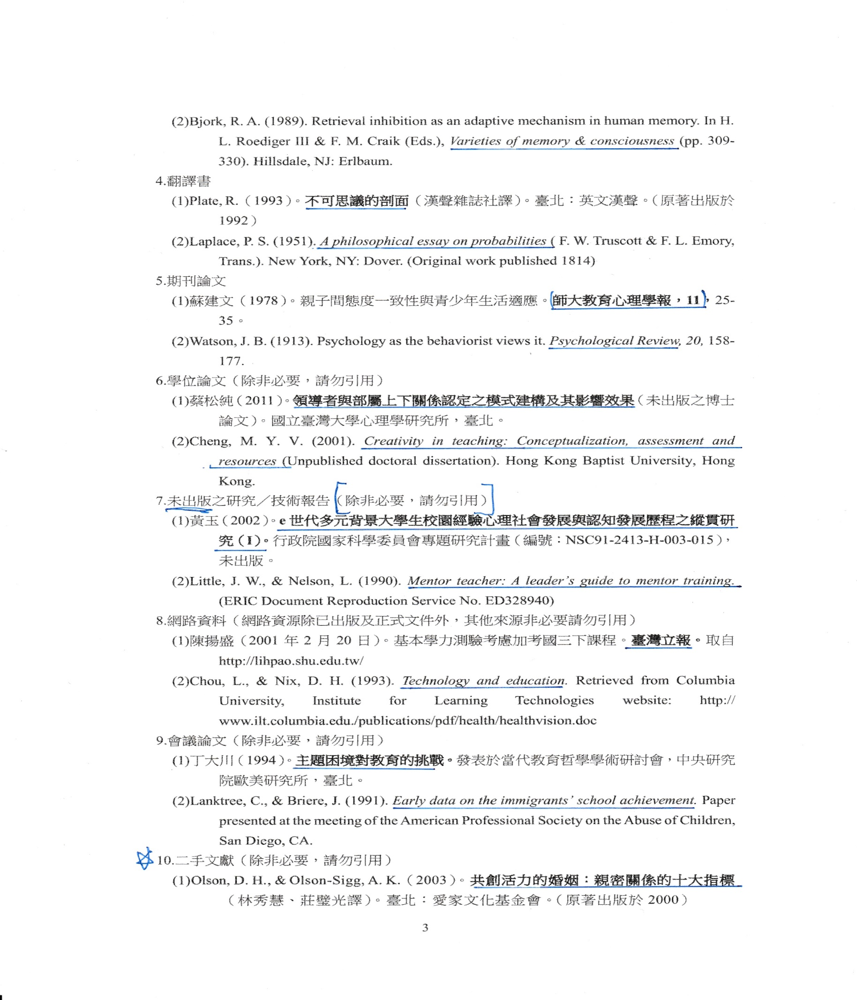 (2)Bjork, R. A. (1989). Retrieval inhibition as an adaptive mechanism in human memory. In H.
L. Roediger III & F. M. Craik (Eds.), Varieties of memory & consciousness (pp. 309-
330). Hillsdale, NJ: Erlbaum.
4.翻譯書
(1)Plate, R.（1993）。不可思議的剖面（漢聲雜誌社譯）。臺北：英文漢聲。（原著出版於
1992）
(2)Laplace, P. S. (1951). A philosophical essay on probabilities ( F. W. Truscott & F. L. Emory,
Trans.). New York, NY: Dover. (Original work published 1814)
5.期刊論文
(1)蘇建文（1978）。親子間態度一致性與青少年生活適應。師大教育心理學報，11，25-
35。
(2)Watson, J. B. (1913). Psychology as the behaviorist views it. Psychological Review, 20, 158-
177.
6.學位論文（除非必要，請勿引用）
(1)蔡松純（2011）。領導者與部屬上下關係認定之模式建構及其影響效果（未出版之博士
論文）。國立臺灣大學心理學研究所，臺北。
(2)Cheng, M. Y. V. (2001). Creativity in teaching: Conceptualization, assessment and
resources (Unpublished doctoral dissertation). Hong Kong Baptist University, Hong
Kong.
7.未出版之研究／技術報告（除非必要，請勿引用）
(1)黃玉（2002）。e 世代多元背景大學生校園經驗心理社會發展與認知發展歷程之縱貫研
究（I）。行政院國家科學委員會專題研究計畫（編號：NSC91-2413-H-003-015），
未出版。
(2)Little, J. W., & Nelson, L. (1990). Mentor teacher: A leader’s guide to mentor training.
(ERIC Document Reproduction Service No. ED328940)
8.網路資料（網路資源除已出版及正式文件外，其他來源非必要請勿引用）
(1)陳揚盛（2001 年 2 月 20 日）。基本學力測驗考慮加考國三下課程。臺灣立報。取自
http://lihpao.shu.edu.tw/
(2)Chou, L., & Nix, D. H. (1993). Technology and education. Retrieved from Columbia
University, Institute for Learning Technologies website: http://
www.ilt.columbia.edu./publications/pdf/health/healthvision.doc
9.會議論文（除非必要，請勿引用）
(1)丁大川（1994）。主題困境對教育的挑戰。發表於當代教育哲學學術研討會，中央研究
院歐美研究所，臺北。
(2)Lanktree, C., & Briere, J. (1991). Early data on the immigrants’ school achievement. Paper
presented at the meeting of the American Professional Society on the Abuse of Children,
San Diego, CA.
10.二手文獻（除非必要，請勿引用）
(1)Olson, D. H., & Olson-Sigg, A. K.（2003）。共創活力的婚姻：親密關係的十大指標
（林秀慧、莊璧光譯）。臺北：愛家文化基金會。（原著出版於 2000）
3